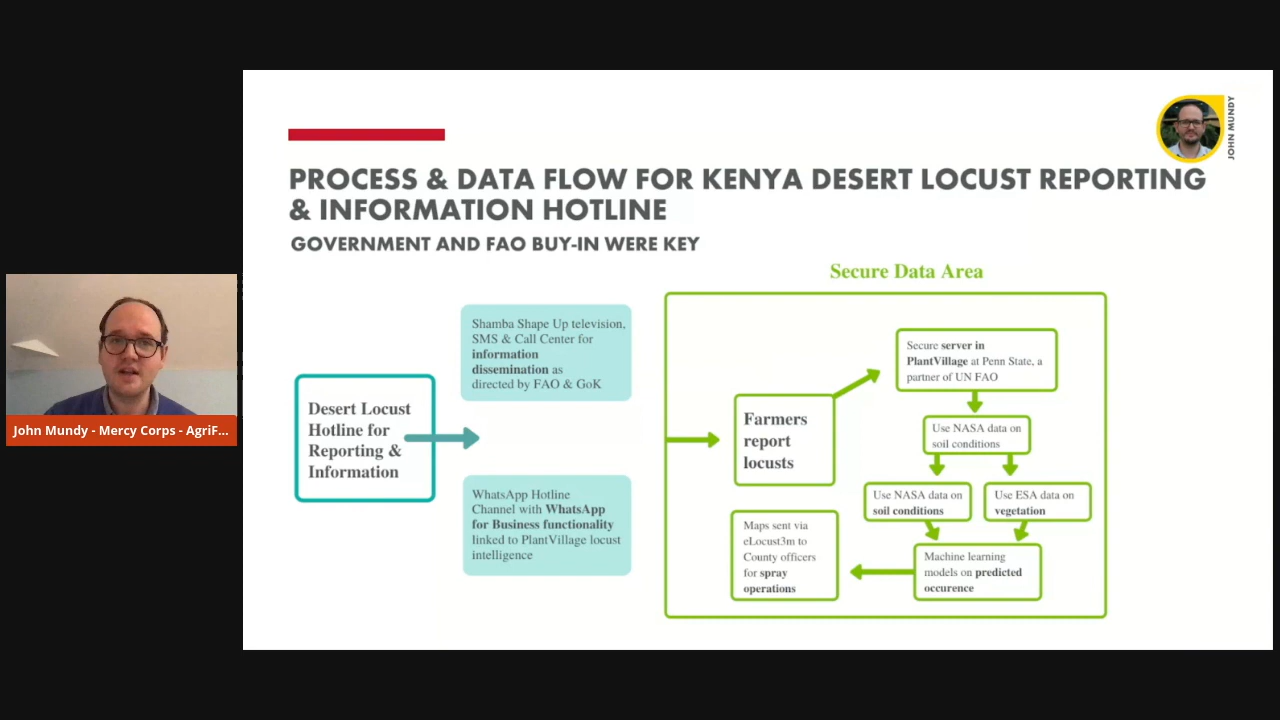 JOHN MUNDY
PROCESS & DATA FLOW FOR KENYA DESERT LOCUST REPORTING
& INFORMATION HOTLINE
GOVERNMENT AND FAO BUY-IN WERE KEY
John Mundy - Mercy Corps - AgriF...
Desert Locust
Hotline for
Reporting &
Information
Shamba Shape Up television,
SMS & Call Center for
information
dissemination as
directed by FAO & GoK
WhatsApp Hotline
Channel with WhatsApp
for Business functionality
linked to PlantVillage locust
intelligence
Secure Data Area
Farmers
report
locusts
Secure server in
PlantVillage at Penn State, a
partner of UN FAO
Use NASA data on
soil conditions
Use NASA data on
soil conditions
Use ESA data on
vegetation
Machine learning
models on predicted
occurence
Maps sent via
eLocust3m to
County officers
for spray
operations